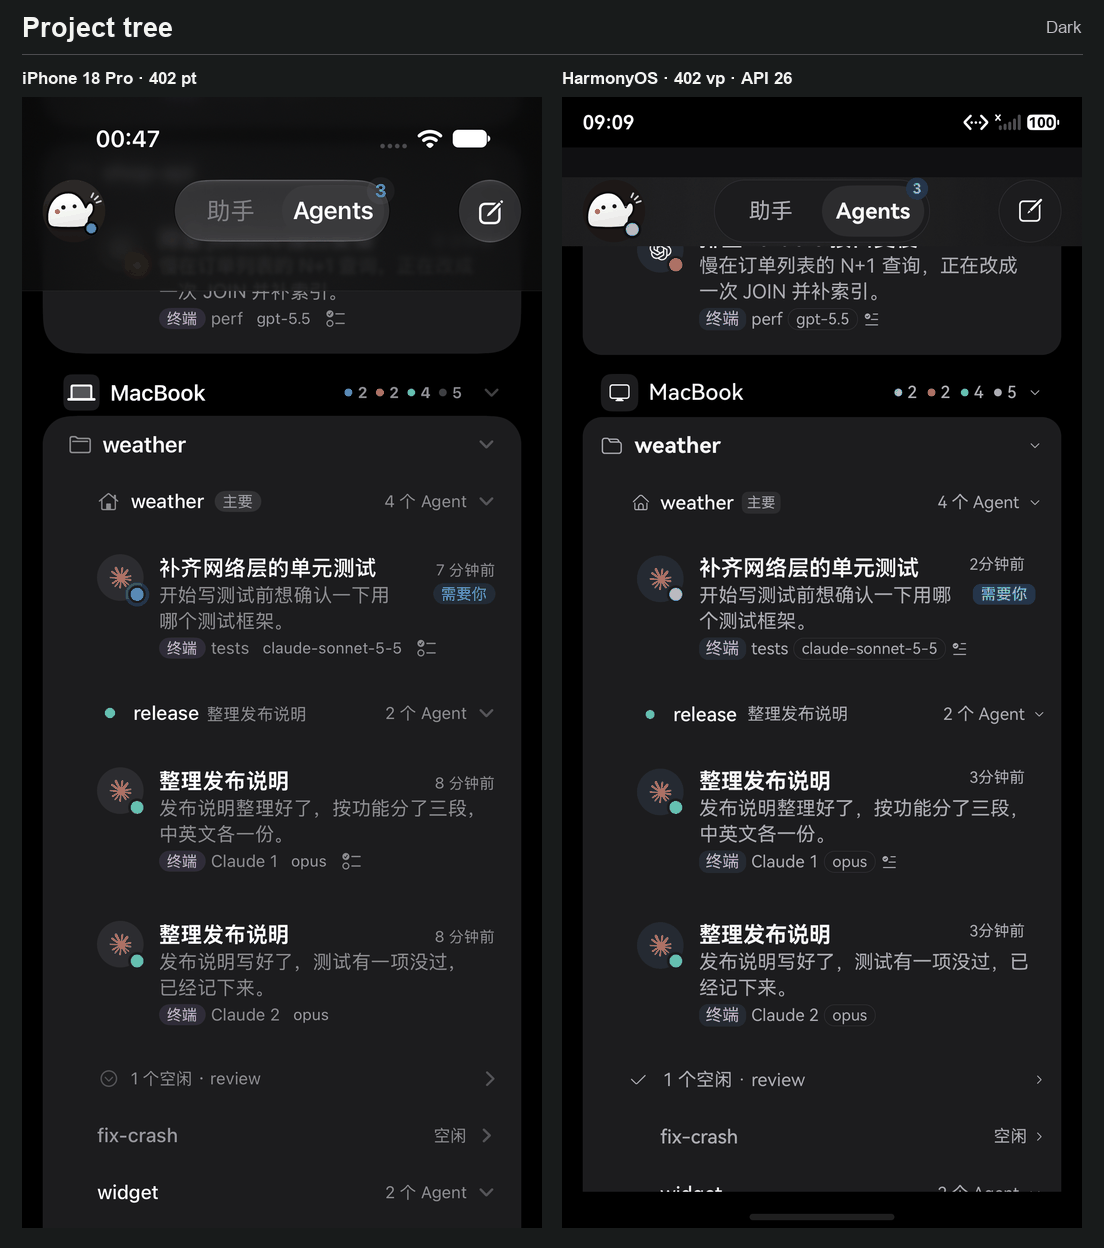 Project tree
Dark
iPhone 18 Pro · 402 pt
00:47
助手
Agents
3
一次 JOIN 并补索引。
终端 perf gpt-5.5
MacBook
2 2 4 5
weather
weather 主要
4 个 Agent
补齐网络层的单元测试
7 分钟前
开始写测试前想确认一下用
需要你
哪个测试框架。
终端 tests claude-sonnet-5-5
release 整理发布说明
2 个 Agent
整理发布说明
8 分钟前
发布说明整理好了，按功能分了三段，
中英文各一份。
终端 Claude 1 opus
整理发布说明
8 分钟前
发布说明写好了，测试有一项没过，
已经记下来。
终端 Claude 2 opus
1 个空闲 · review
fix-crash
空闲
widget
2 个 Agent
HarmonyOS · 402 vp · API 26
09:09
100
助手
Agents
3
慢在订单列表的 N+1 查询，正在改成
一次 JOIN 并补索引。
终端 perf gpt-5.5
MacBook
2 2 4 5
weather
weather 主要
4 个 Agent
补齐网络层的单元测试
2分钟前
开始写测试前想确认一下用哪
需要你
个测试框架。
终端 tests claude-sonnet-5-5
release 整理发布说明
2 个 Agent
整理发布说明
3分钟前
发布说明整理好了，按功能分了三段，
中英文各一份。
终端 Claude 1 opus
整理发布说明
3分钟前
发布说明写好了，测试有一项没过，已
经记下来。
终端 Claude 2 opus
1 个空闲 · review
fix-crash
空闲